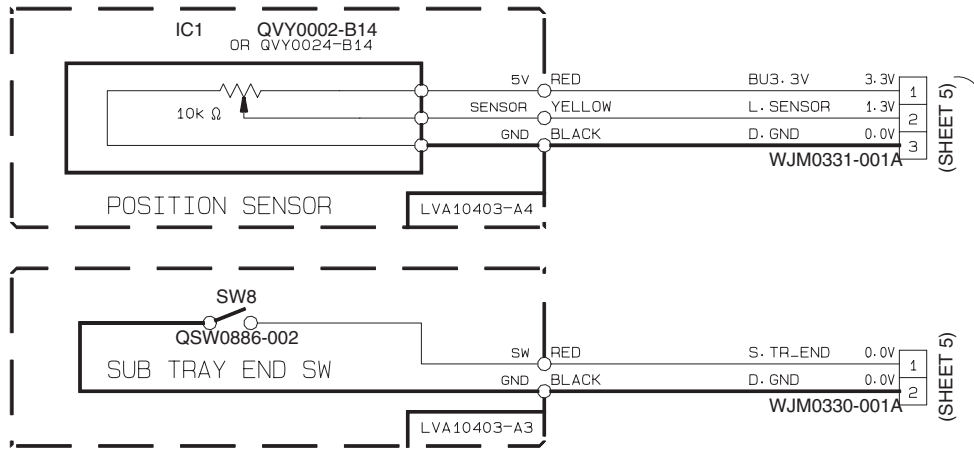 IC1 QVY0002-B14
OR QVY0024-B14
10k Ω
5V RED BU3.3V 3.3V 1
SENSOR YELLOW L.SENSOR 1.3V 2
GND BLACK D.GND 0.0V 3
WJM0331-001A
(SHEET 5)
POSITION SENSOR
LVA10403-A4
SW8
QSW0886-002
SUB TRAY END SW
SW RED S.TR_END 0.0V 1
GND BLACK D.GND 0.0V 2
WJM0330-001A
(SHEET 5)
LVA10403-A3